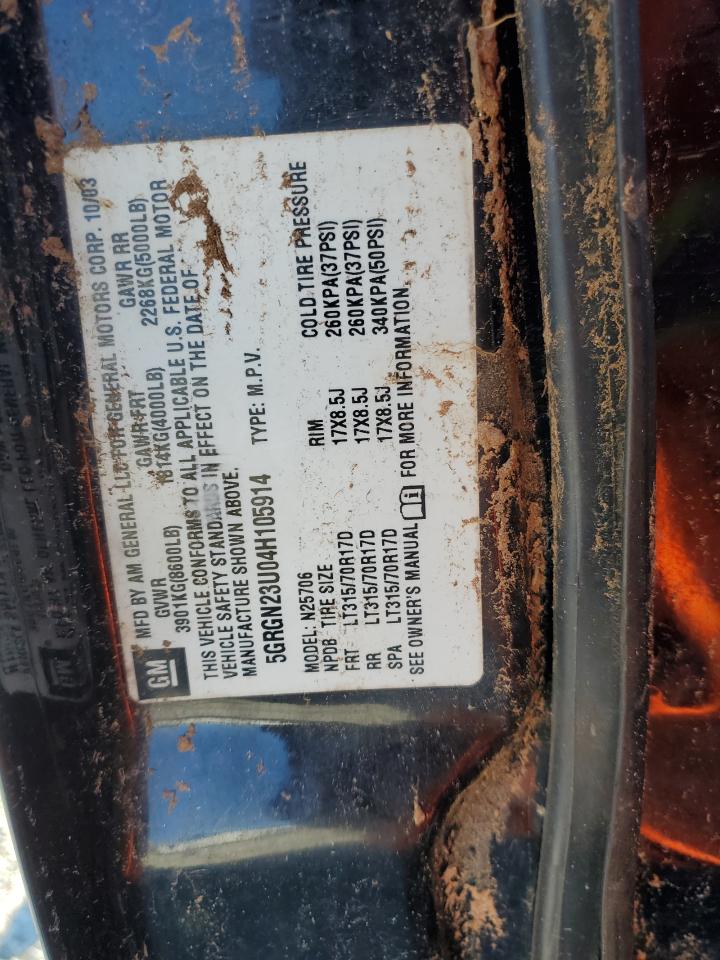 GM
MFD BY AM GENERAL LLC FOR GENERAL MOTORS CORP. 10/03
GVWR GAWR FRT GAWR RR
3901KG(8600LB) 1814KG(4000LB) 2268KG(5000LB)
THIS VEHICLE CONFORMS TO ALL APPLICABLE U.S. FEDERAL MOTOR
VEHICLE SAFETY STANDARDS IN EFFECT ON THE DATE OF
MANUFACTURE SHOWN ABOVE.
5GRGN23U04H105914 TYPE: M.P.V.
MODEL: N25706
NPDB TIRE SIZE RIM COLD TIRE PRESSURE
FRT LT315/70R17D 17X8.5J 260KPA(37PSI)
RR LT315/70R17D 17X8.5J 260KPA(37PSI)
SPA LT315/70R17D 17X8.5J 340KPA(50PSI)
SEE OWNER'S MANUAL FOR MORE INFORMATION.